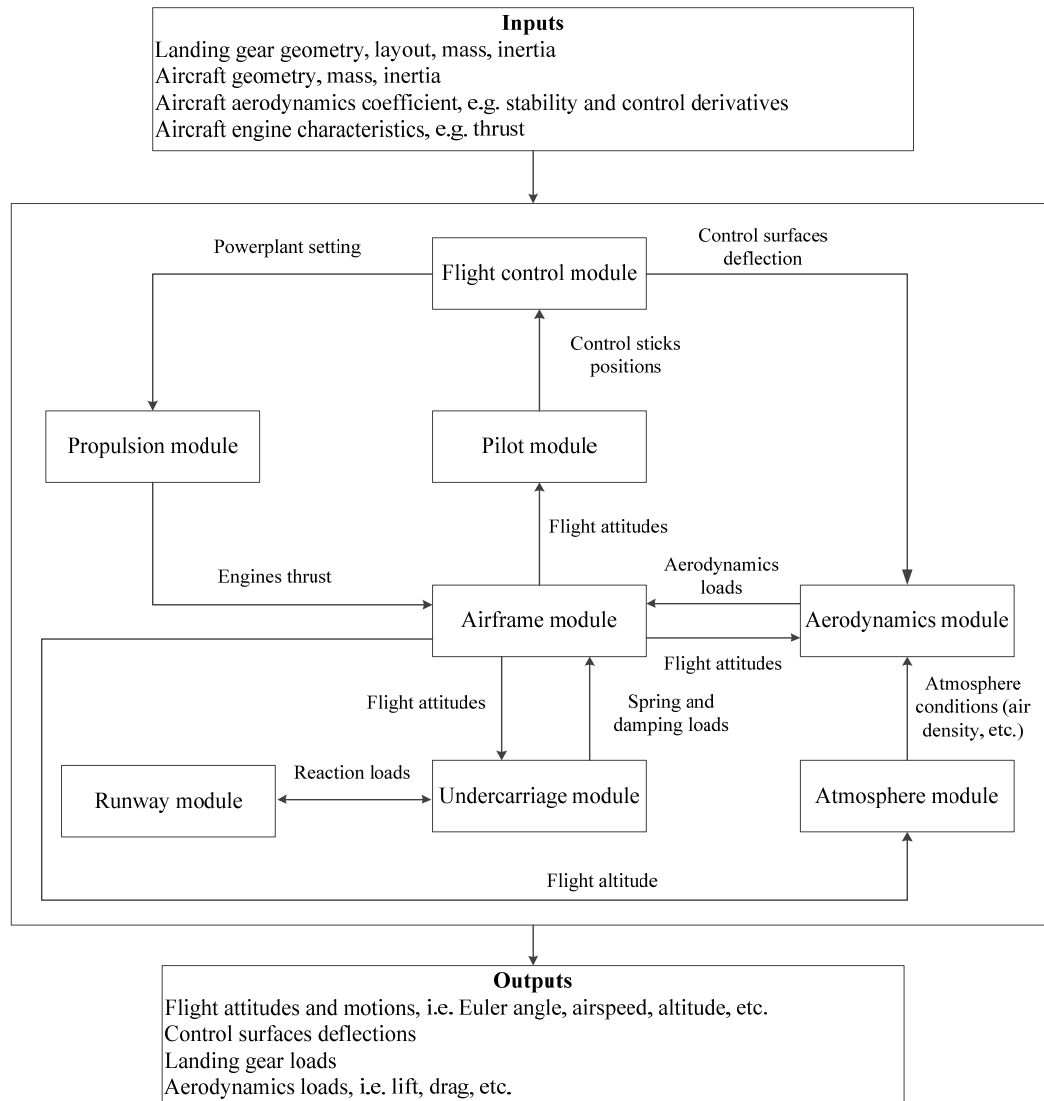 Inputs
Landing gear geometry, layout, mass, inertia
Aircraft geometry, mass, inertia
Aircraft aerodynamics coefficient, e.g. stability and control derivatives
Aircraft engine characteristics, e.g. thrust
Powerplant setting
Flight control module
Control surfaces
deflection
Control sticks
positions
Propulsion module
Pilot module
Flight attitudes
Engines thrust
Aerodynamics
loads
Airframe module
Aerodynamics module
Flight attitudes
Flight attitudes
Spring and
damping loads
Atmosphere
conditions (air
density, etc.)
Runway module
Reaction loads
Undercarriage module
Atmosphere module
Flight altitude
Outputs
Flight attitudes and motions, i.e. Euler angle, airspeed, altitude, etc.
Control surfaces deflections
Landing gear loads
Aerodynamics loads, i.e. lift, drag, etc.